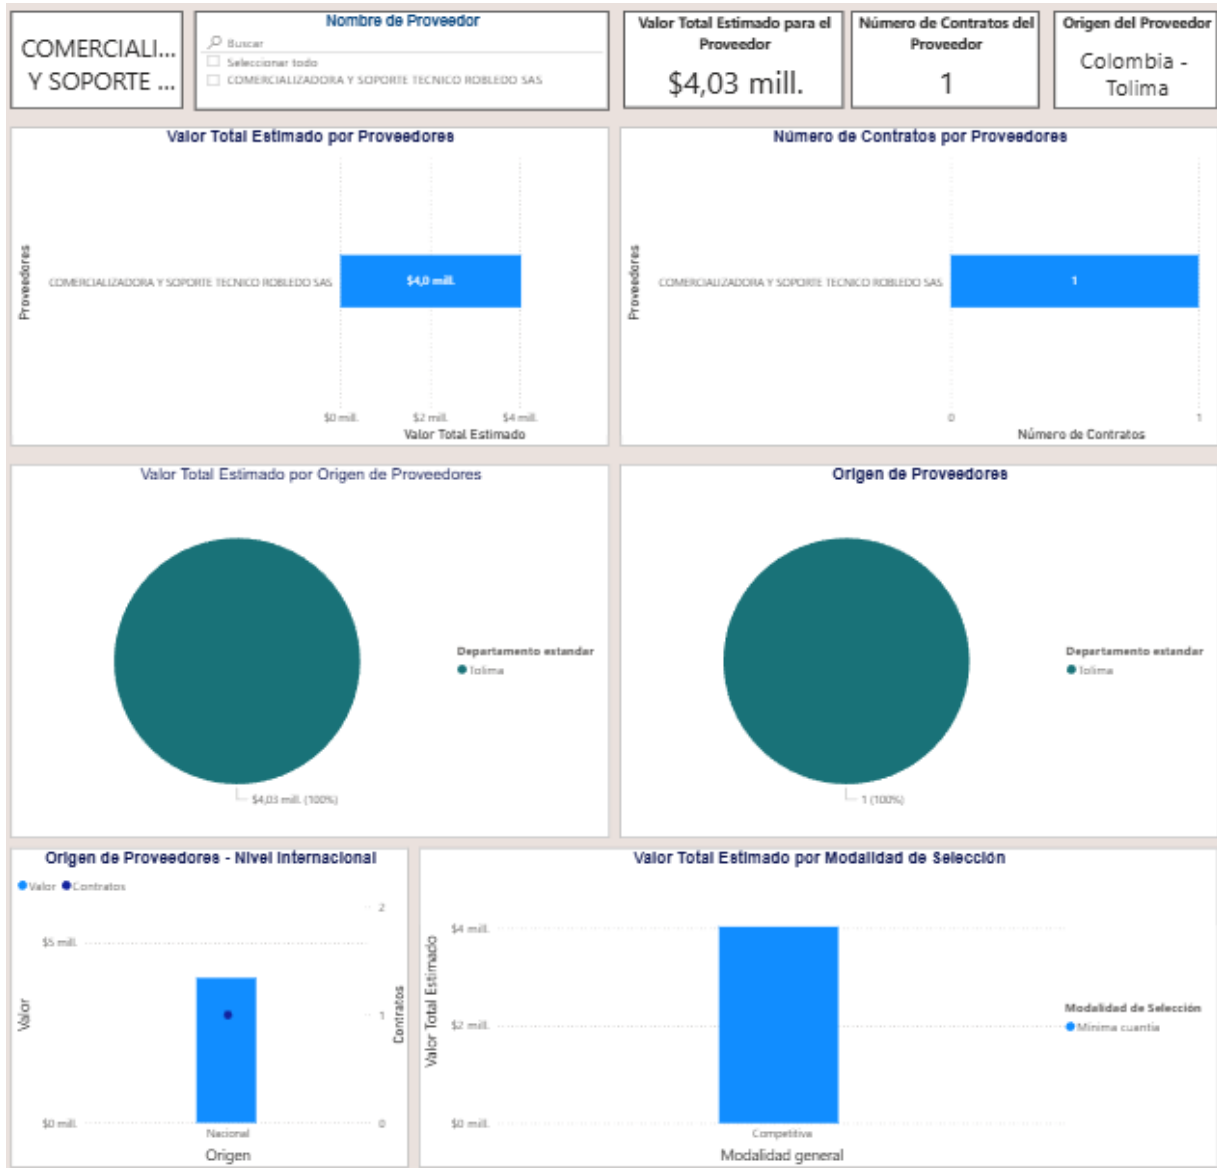 COMERCIALI...
Y SOPORTE ...
Nombre de Proveedor
Buscar
Seleccionar todo
COMERCIALIZADORA Y SOPORTE TECNICO ROBLEDO SAS
Valor Total Estimado para el
Proveedor
$4,03 mill.
Número de Contratos del
Proveedor
1
Origen del Proveedor
Colombia -
Tolima
Valor Total Estimado por Proveedores
Proveedores
COMERCIALIZADORA Y SOPORTE TECNICO ROBLEDO SAS
$4,0 mill.
$0 mill.
$2 mill.
$4 mill.
Valor Total Estimado
Número de Contratos por Proveedores
Proveedores
COMERCIALIZADORA Y SOPORTE TECNICO ROBLEDO SAS
1
0
1
Número de Contratos
Valor Total Estimado por Origen de Proveedores
Departamento estandar
Tolima
$4,03 mill. (100%)
Origen de Proveedores
Departamento estandar
Tolima
1 (100%)
Origen de Proveedores - Nivel Internacional
Valor
Contratos
2
$5 mill.
Valor
1
Contratos
$0 mill.
0
Nacional
Origen
Valor Total Estimado por Modalidad de Selección
Valor Total Estimado
$4 mill.
$2 mill.
$0 mill.
Competitiva
Modalidad general
Modalidad de Selección
Mínima cuantía